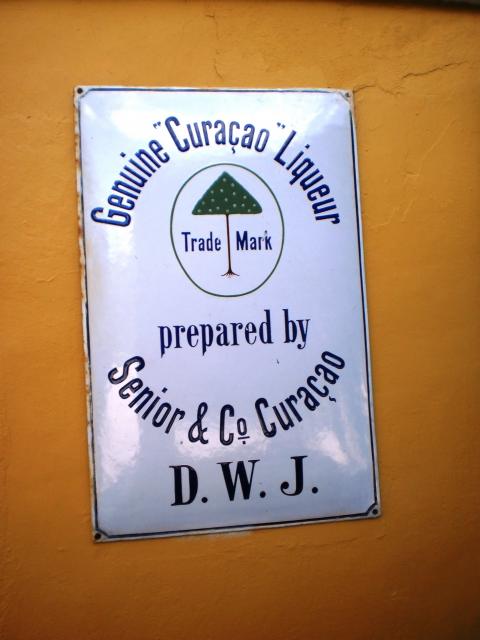 Genuine "Curaçao" Liqueur
Trade Mark
prepared by
Senior & Co Curaçao
D. W. J.